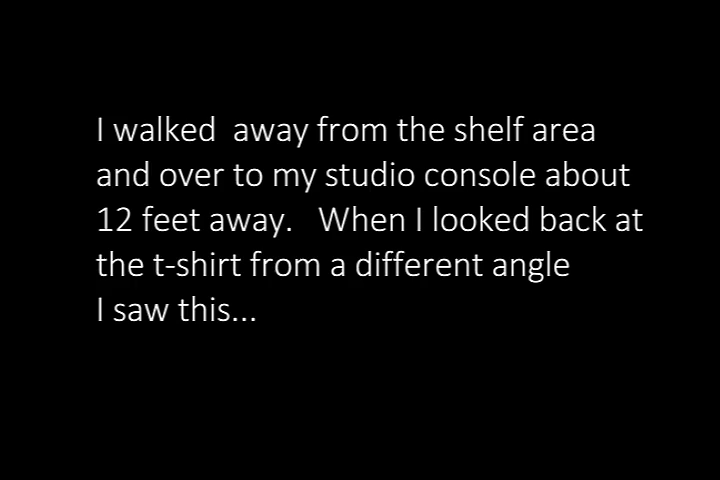 I walked  away from the shelf area
and over to my studio console about
12 feet away.   When I looked back at
the t-shirt from a different angle
I saw this...